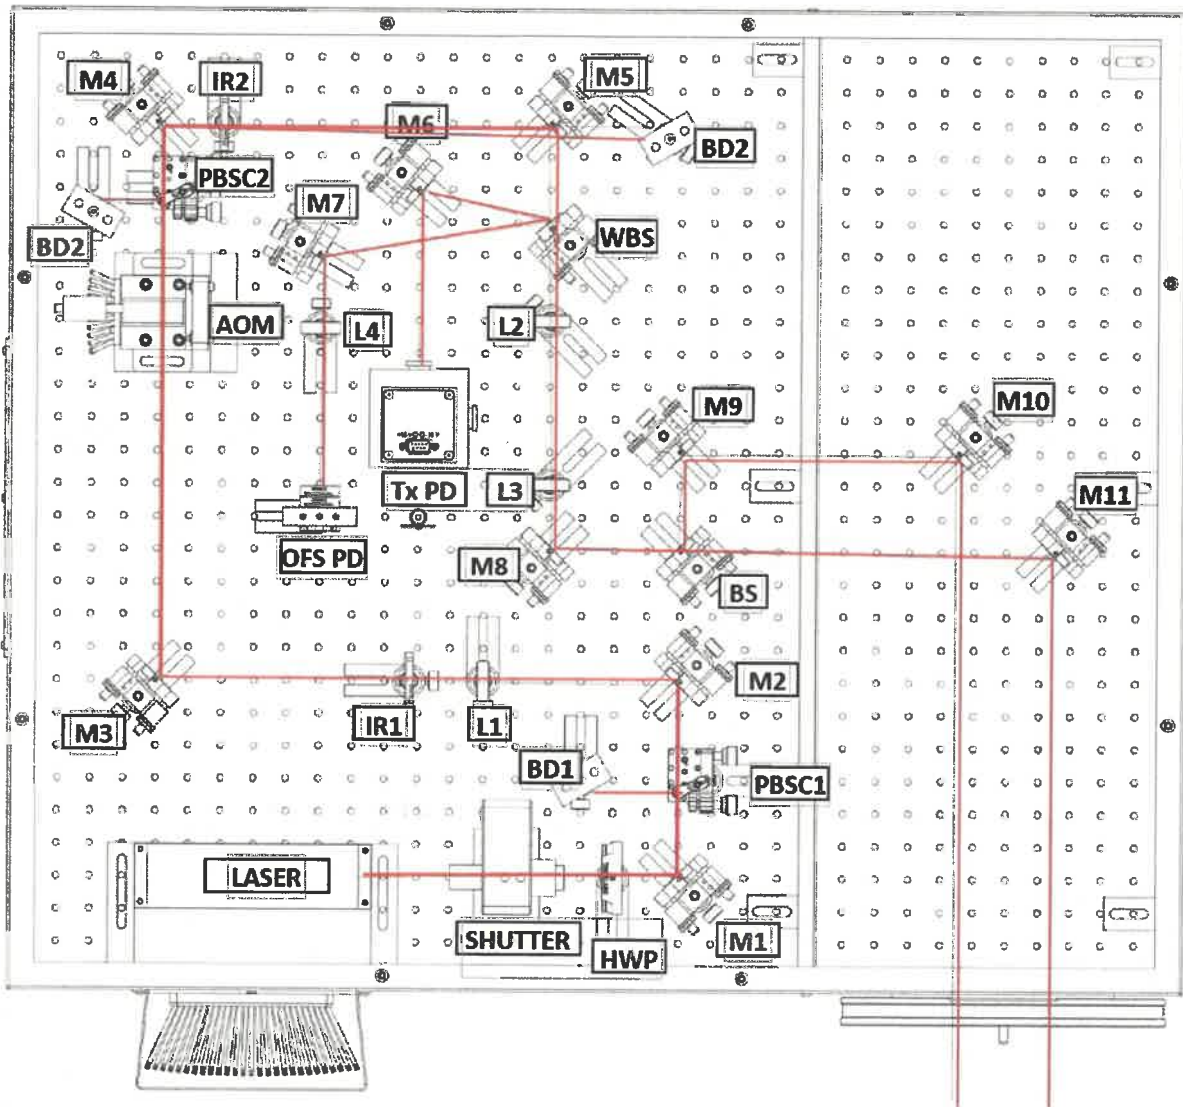 M4
IR2
M5
M6
BD2
PBSC2
M7
BD2
WBS
AOM
L4
L2
M9
M10
Tx PD
L3
M11
OFS PD
M8
BS
M2
M3
IR1
L1
BD1
PBSC1
LASER
SHUTTER
HWP
M1